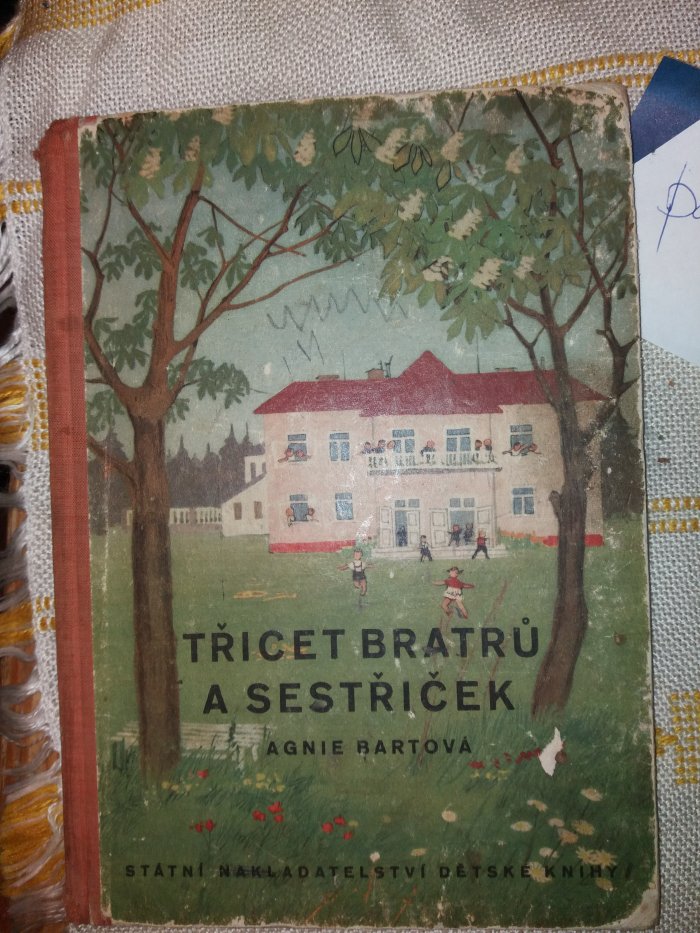 TŘICET BRATRŮ
A SESTŘIČEK
AGNIE BARTOVÁ
STÁTNÍ NAKLADATELSTVÍ DĚTSKÉ KNIHY